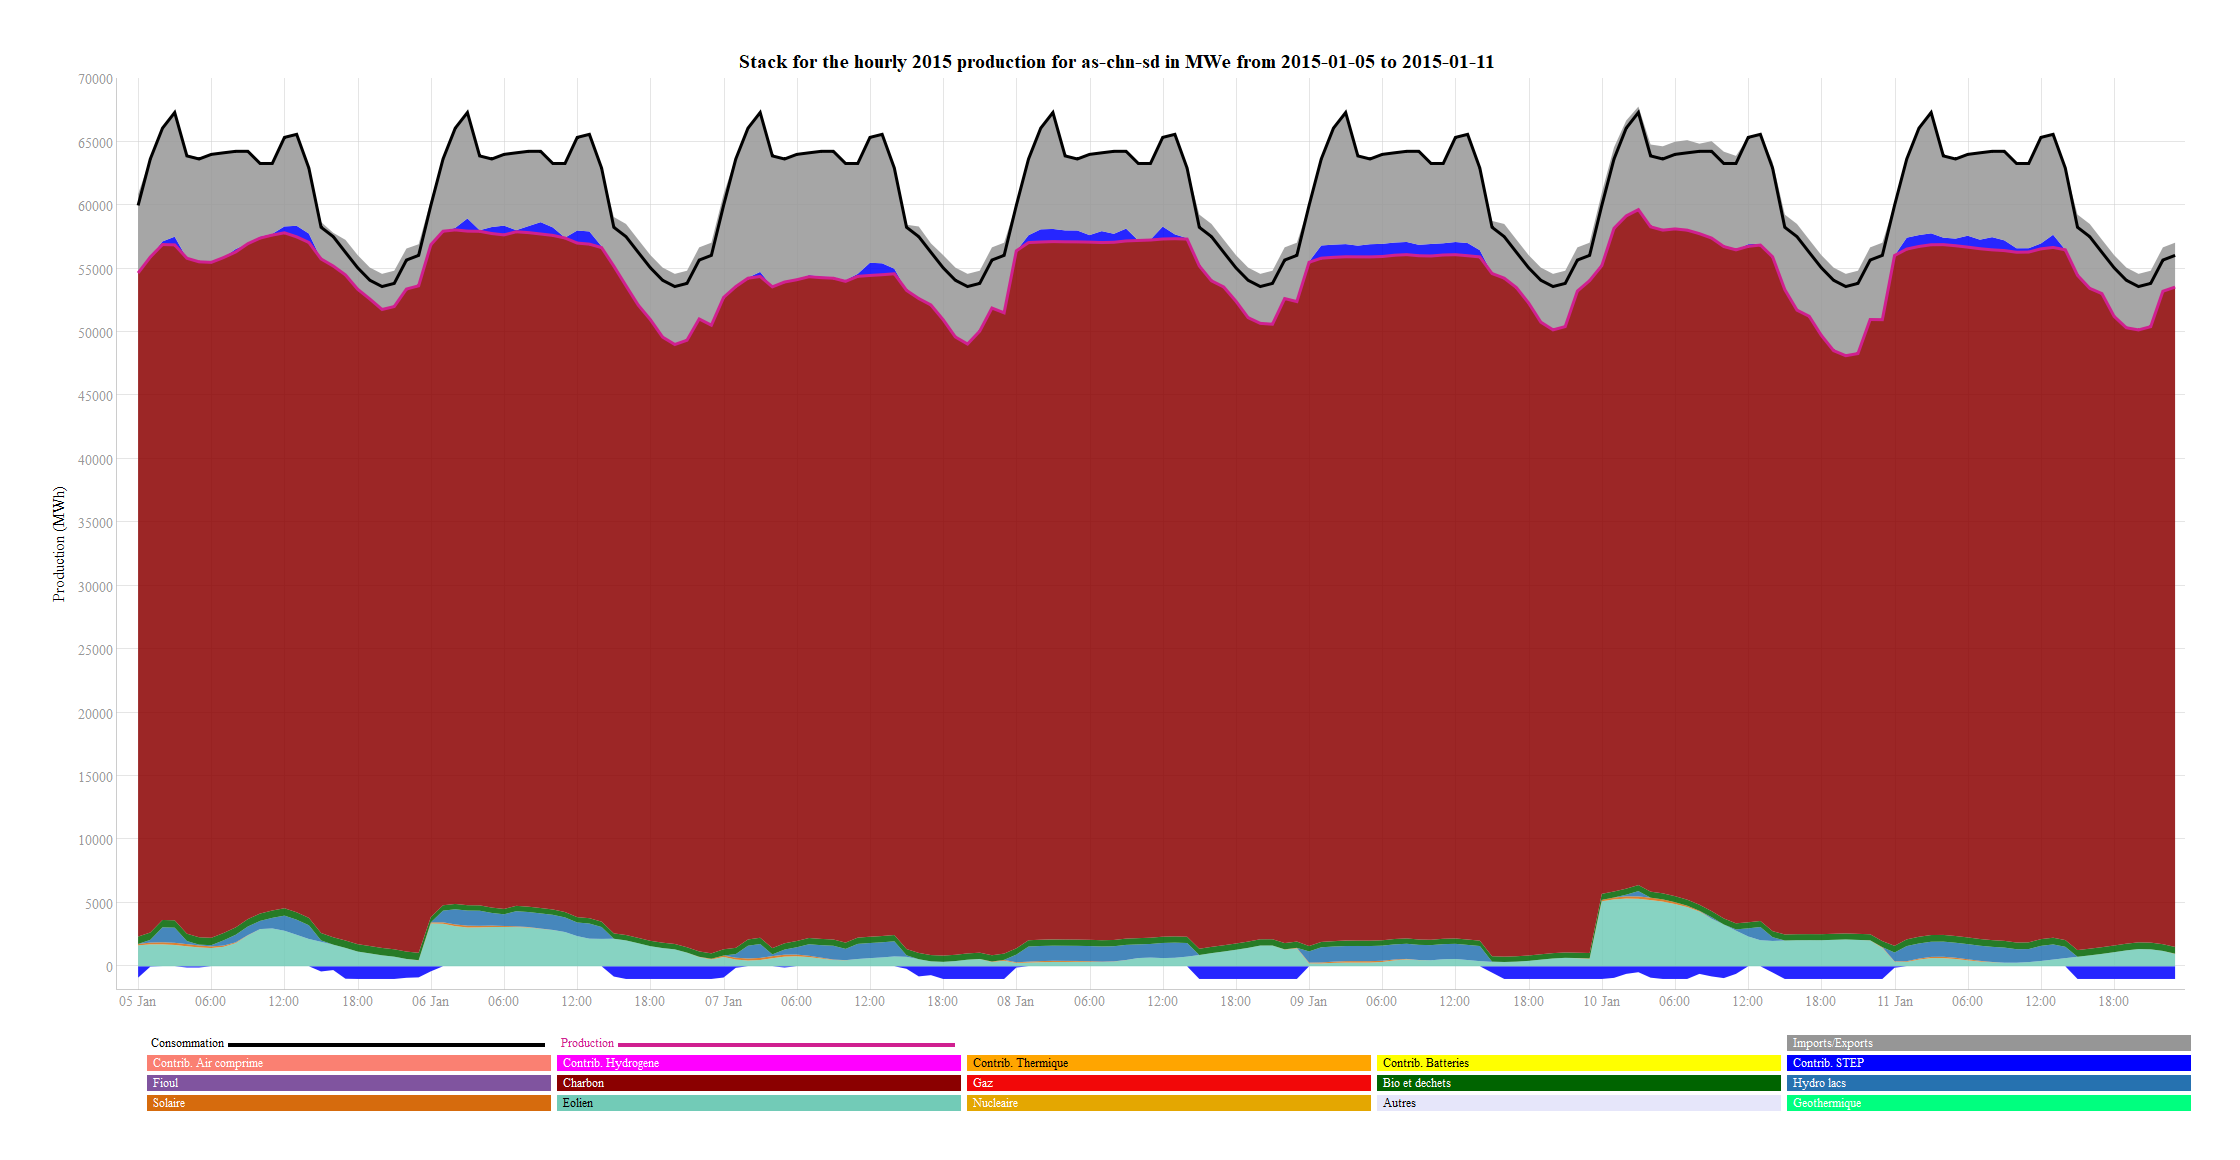 Stack for the hourly 2015 production for as-chn-sd in MWe from 2015-01-05 to 2015-01-11
70000
65000
60000
55000
50000
45000
40000
35000
30000
25000
20000
15000
10000
5000
0
Production (MWh)
05 Jan 06:00 12:00 18:00 06 Jan 06:00 12:00 18:00 07 Jan 06:00 12:00 18:00 08 Jan 06:00 12:00 18:00 09 Jan 06:00 12:00 18:00 10 Jan 06:00 12:00 18:00 11 Jan 06:00 12:00 18:00
Consommation Production Imports/Exports
Contrib. Air comprime Contrib. Hydrogene Contrib. Thermique Contrib. Batteries Contrib. STEP
Fioul Charbon Gaz Bio et dechets Hydro lacs
Solaire Eolien Nucleaire Autres Geothermique